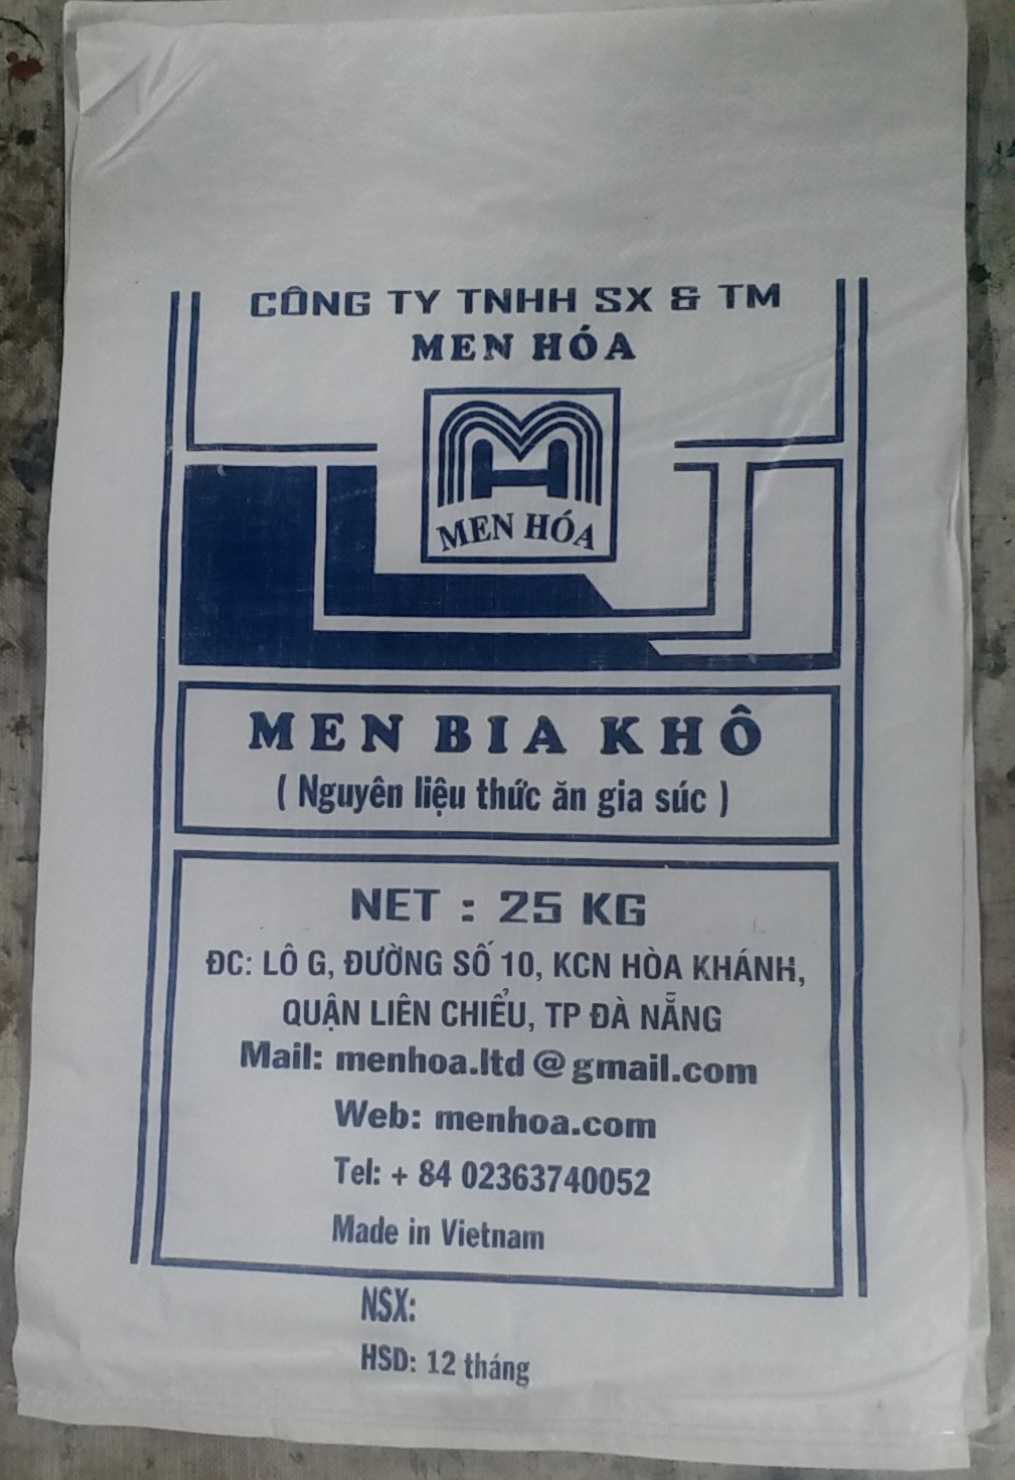 CÔNG TY TNHH SX & TM
MEN HÓA
MEN HÓA
MEN BIA KHÔ
( Nguyên liệu thức ăn gia súc )
NET : 25 KG
ĐC: LÔ G, ĐƯỜNG SỐ 10, KCN HÒA KHÁNH,
QUẬN LIÊN CHIỂU, TP ĐÀ NẴNG
Mail: menhoa.ltd @ gmail.com
Web: menhoa.com
Tel: + 84 02363740052
Made in Vietnam
NSX:
HSD: 12 tháng